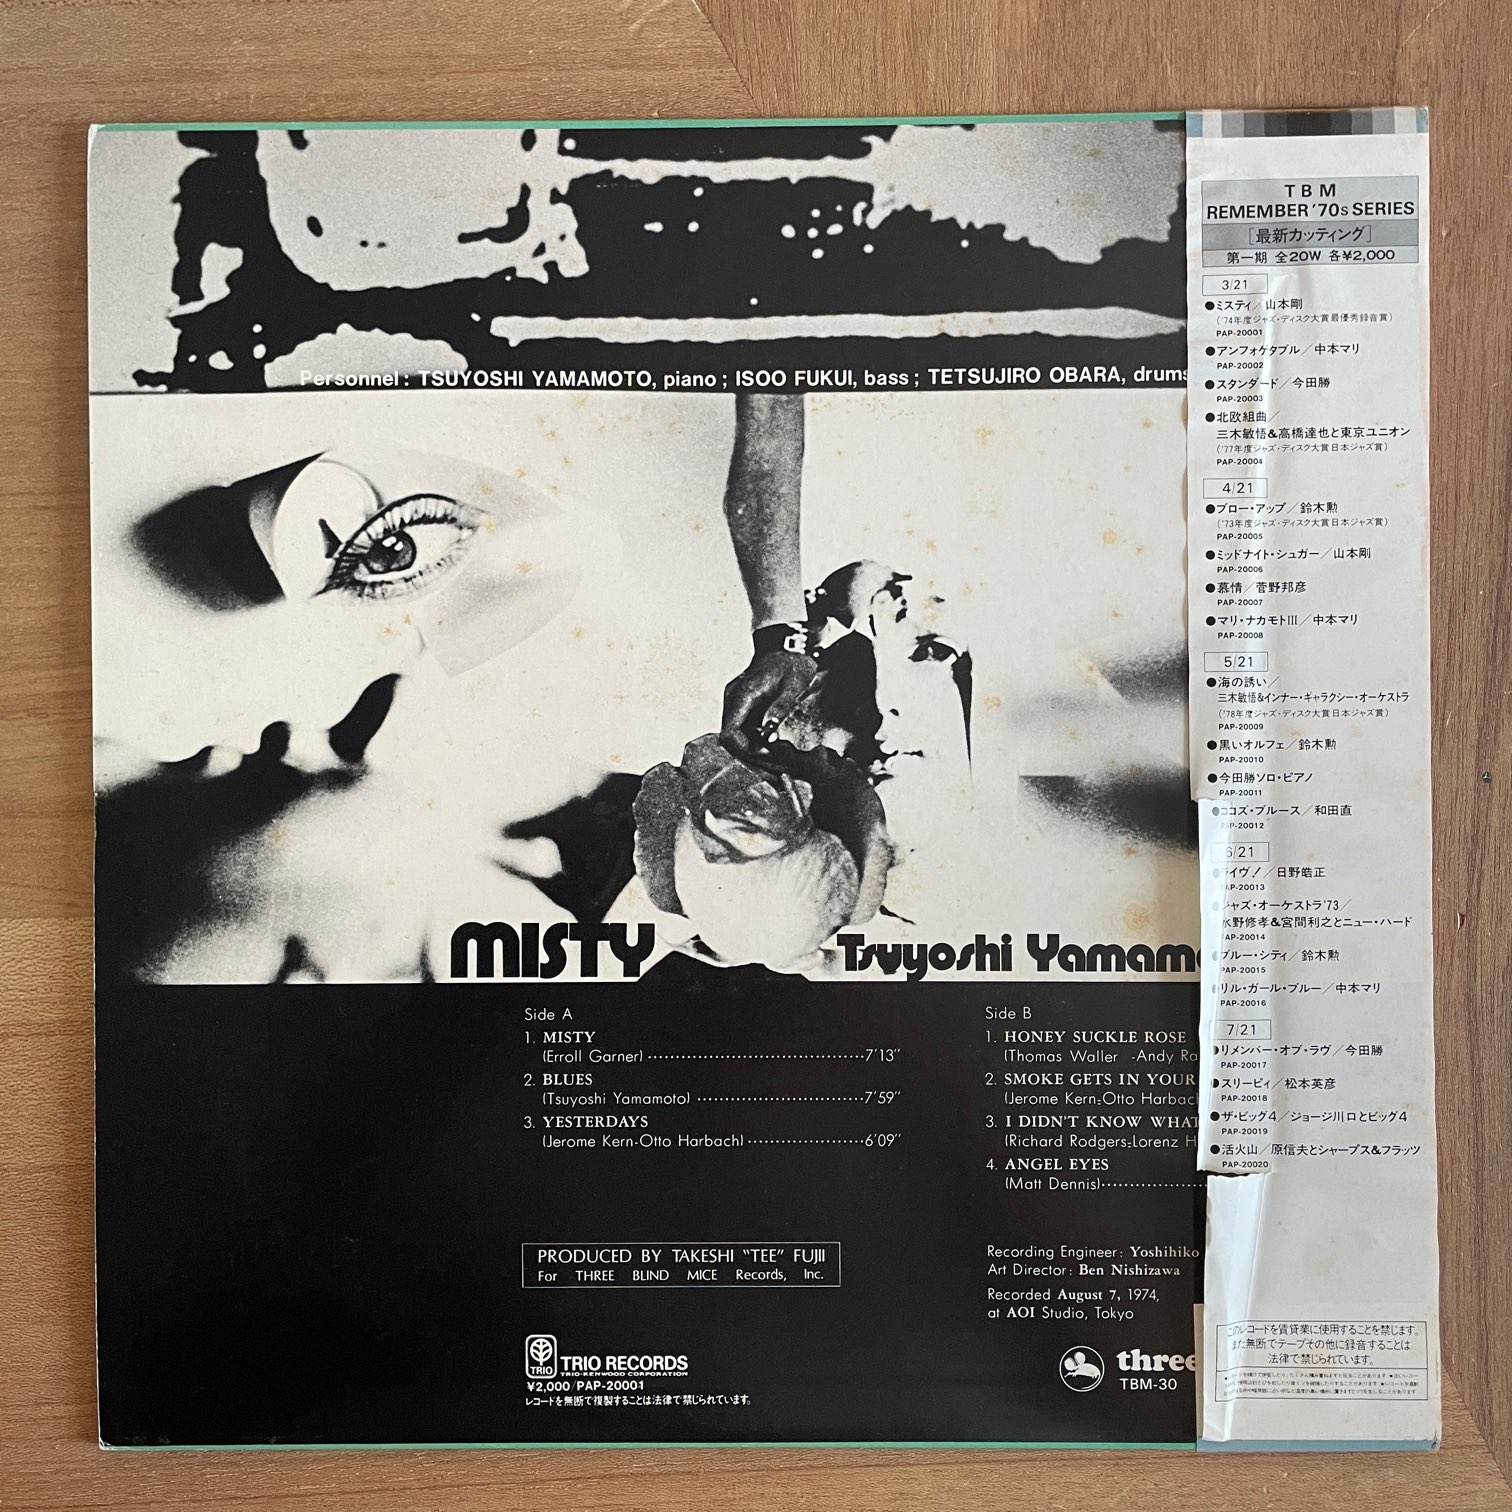 Personnel : TSUYOSHI YAMAMOTO, piano ; ISOO FUKUI, bass ; TETSUJIRO OBARA, drums
MISTY
Tsuyoshi Yamam
Side A
1. MISTY
(Erroll Garner) 7'13''
2. BLUES
(Tsuyoshi Yamamoto) 7'59''
3. YESTERDAYS
(Jerome Kern-Otto Harbach) 6'09''
Side B
1. HONEY SUCKLE ROSE
(Thomas Waller -Andy Ra
2. SMOKE GETS IN YOUR
(Jerome Kern-Otto Harbac
3. I DIDN'T KNOW WHAT
(Richard Rodgers-Lorenz H
4. ANGEL EYES
(Matt Dennis)
PRODUCED BY TAKESHI "TEE" FUJII
For THREE BLIND MICE Records, Inc.
Recording Engineer : Yoshihiko
Art Director : Ben Nishizawa
Recorded August 7, 1974,
at AOI Studio, Tokyo
TRIO
TRIO RECORDS
TRIO-KENWOOD CORPORATION
¥2,000/PAP-20001
レコードを無断で複製することは法律で禁じられています。
three
TBM-30
TBM
REMEMBER '70s SERIES
[最新カッティング]
第一期 全20W 各¥2,000
3/21
●ミスティ/山本剛
('74年度ジャズ・ディスク大賞最優秀録音賞)
PAP-20001
●アンフォゲタブル/中本マリ
PAP-20002
●スタンダード/今田勝
PAP-20003
●北欧組曲/
三木敏悟&高橋達也と東京ユニオン
('77年度ジャズ・ディスク大賞日本ジャズ賞)
PAP-20004
4/21
●ブロー・アップ/鈴木勲
('73年度ジャズ・ディスク大賞日本ジャズ賞)
PAP-20005
●ミッドナイト・シュガー/山本剛
PAP-20006
●慕情/菅野邦彦
PAP-20007
●マリ・ナカモトIII/中本マリ
PAP-20008
5/21
●海の誘い/
三木敏悟&インナー・ギャラクシー・オーケストラ
('78年度ジャズ・ディスク大賞日本ジャズ賞)
PAP-20009
●黒いオルフェ/鈴木勲
PAP-20010
●今田勝ソロ・ピアノ
PAP-20011
●ココズ・ブルース/和田直
PAP-20012
6/21
●ライヴ!/日野皓正
PAP-20013
●ジャズ・オーケストラ'73/
水野修孝&宮間利之とニュー・ハード
PAP-20014
●ブルー・シティ/鈴木勲
PAP-20015
●リル・ガール・ブルー/中本マリ
PAP-20016
7/21
●リメンバー・オブ・ラヴ/今田勝
PAP-20017
●スリーピィ/松本英彦
PAP-20018
●ザ・ビッグ4/ジョージ川口とビッグ4
PAP-20019
●活火山/原信夫とシャープス&フラッツ
PAP-20020
このレコードを賃貸業に使用することを禁じます。
また無断でテープその他に録音することは
法律で禁じられています。